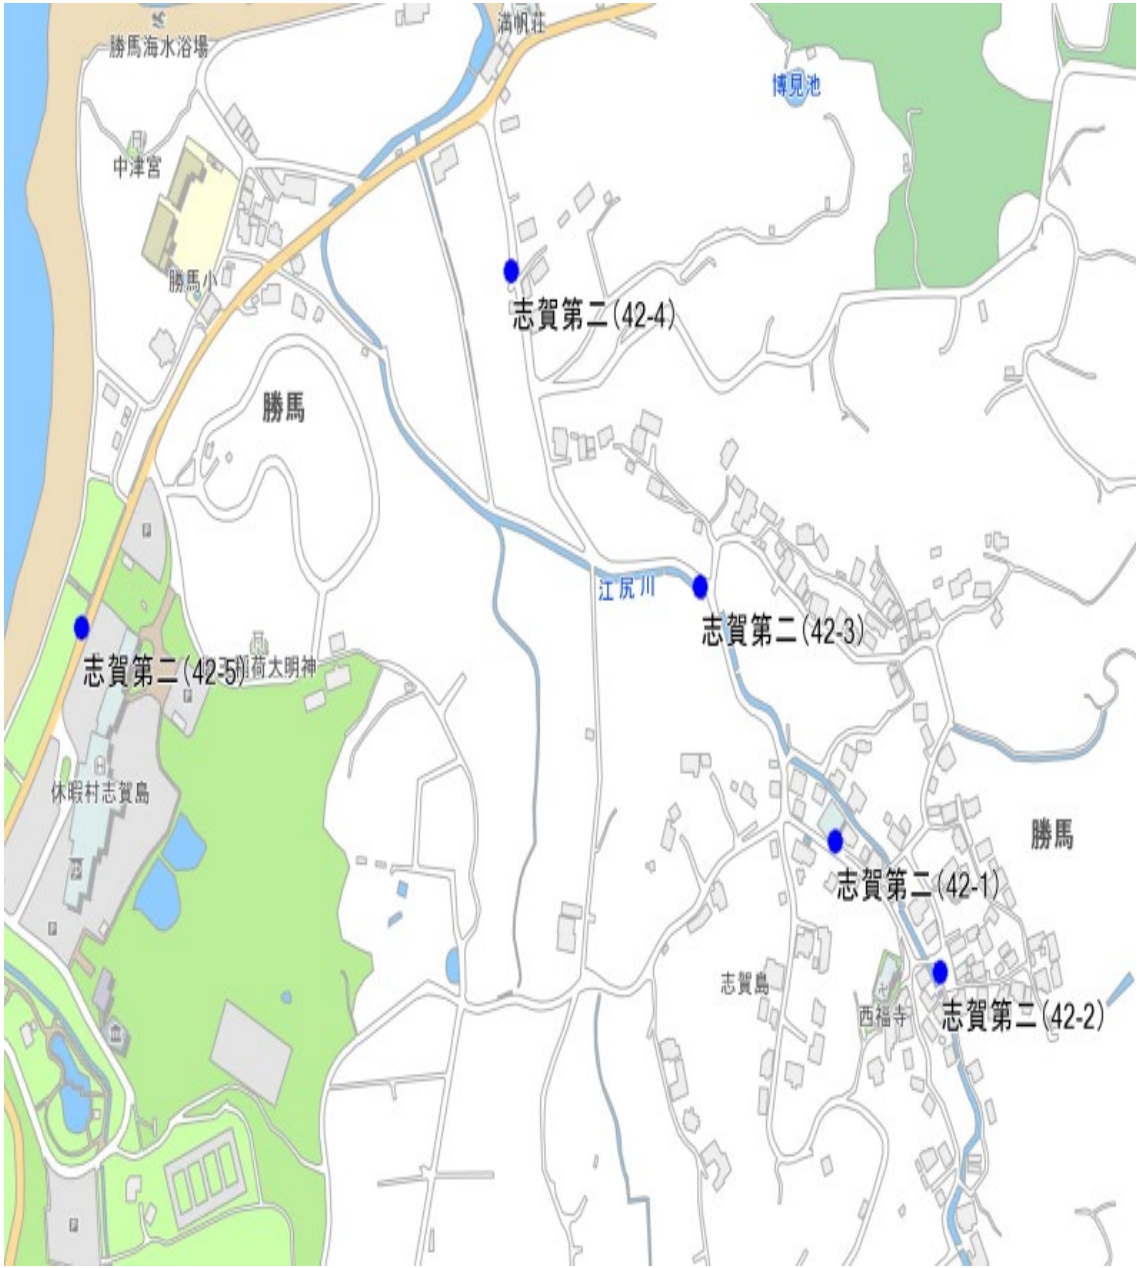 満帆荘
勝馬海水浴場
博見池
中津宮
勝馬小
志賀第二(42-4)
勝馬
江尻川
志賀第二(42-3)
稲荷大明神
志賀第二(42-5)
休暇村志賀島
勝馬
志賀第二(42-1)
志賀島
西福寺
志賀第二(42-2)
P
P
P
P